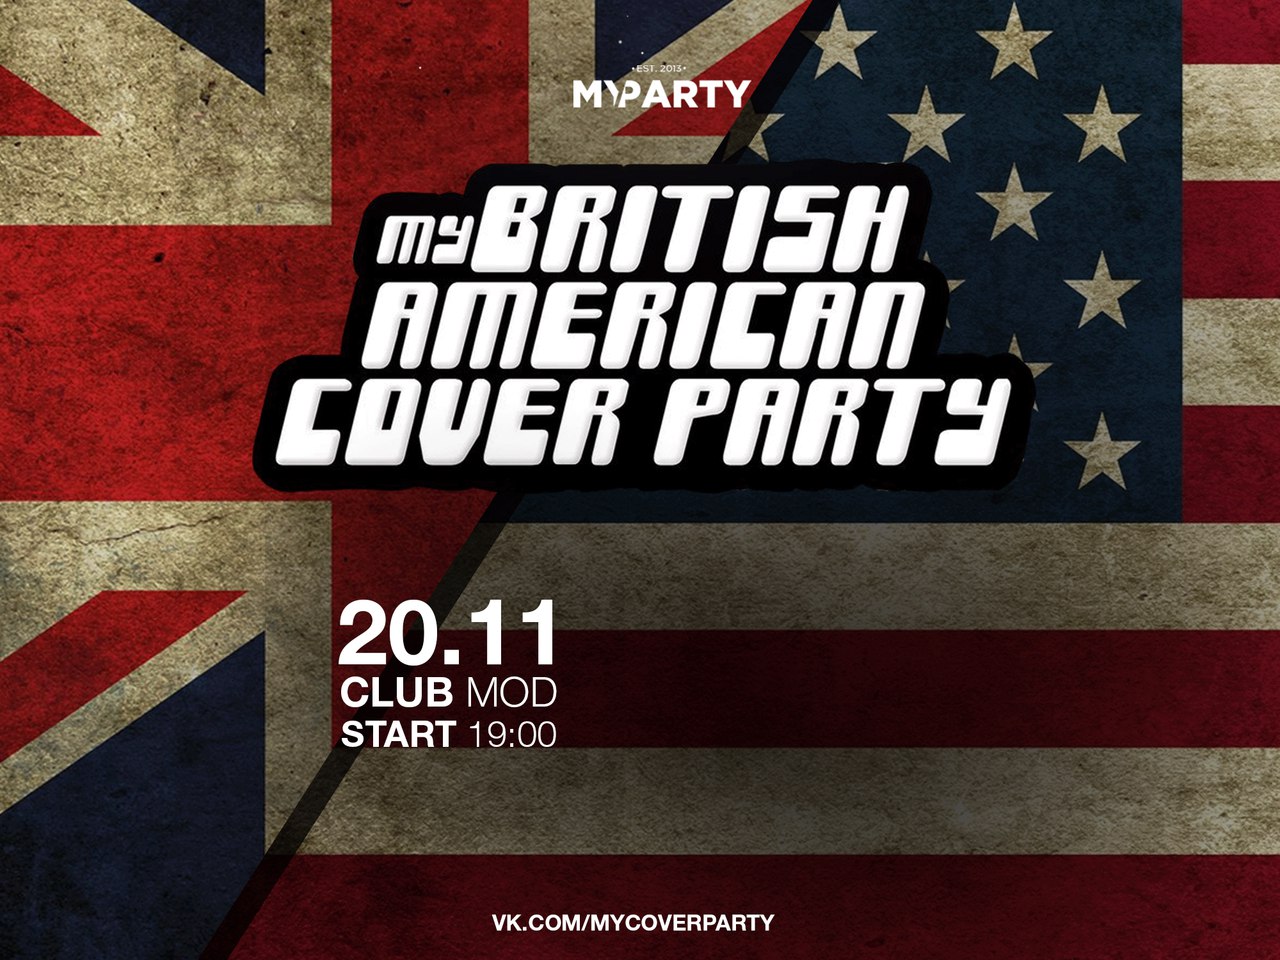 •EST. 2013•
MYPARTY
myBRITISH
AMERICAN
COVER PARTY
20.11
CLUB MOD
START 19:00
VK.COM/MYCOVERPARTY